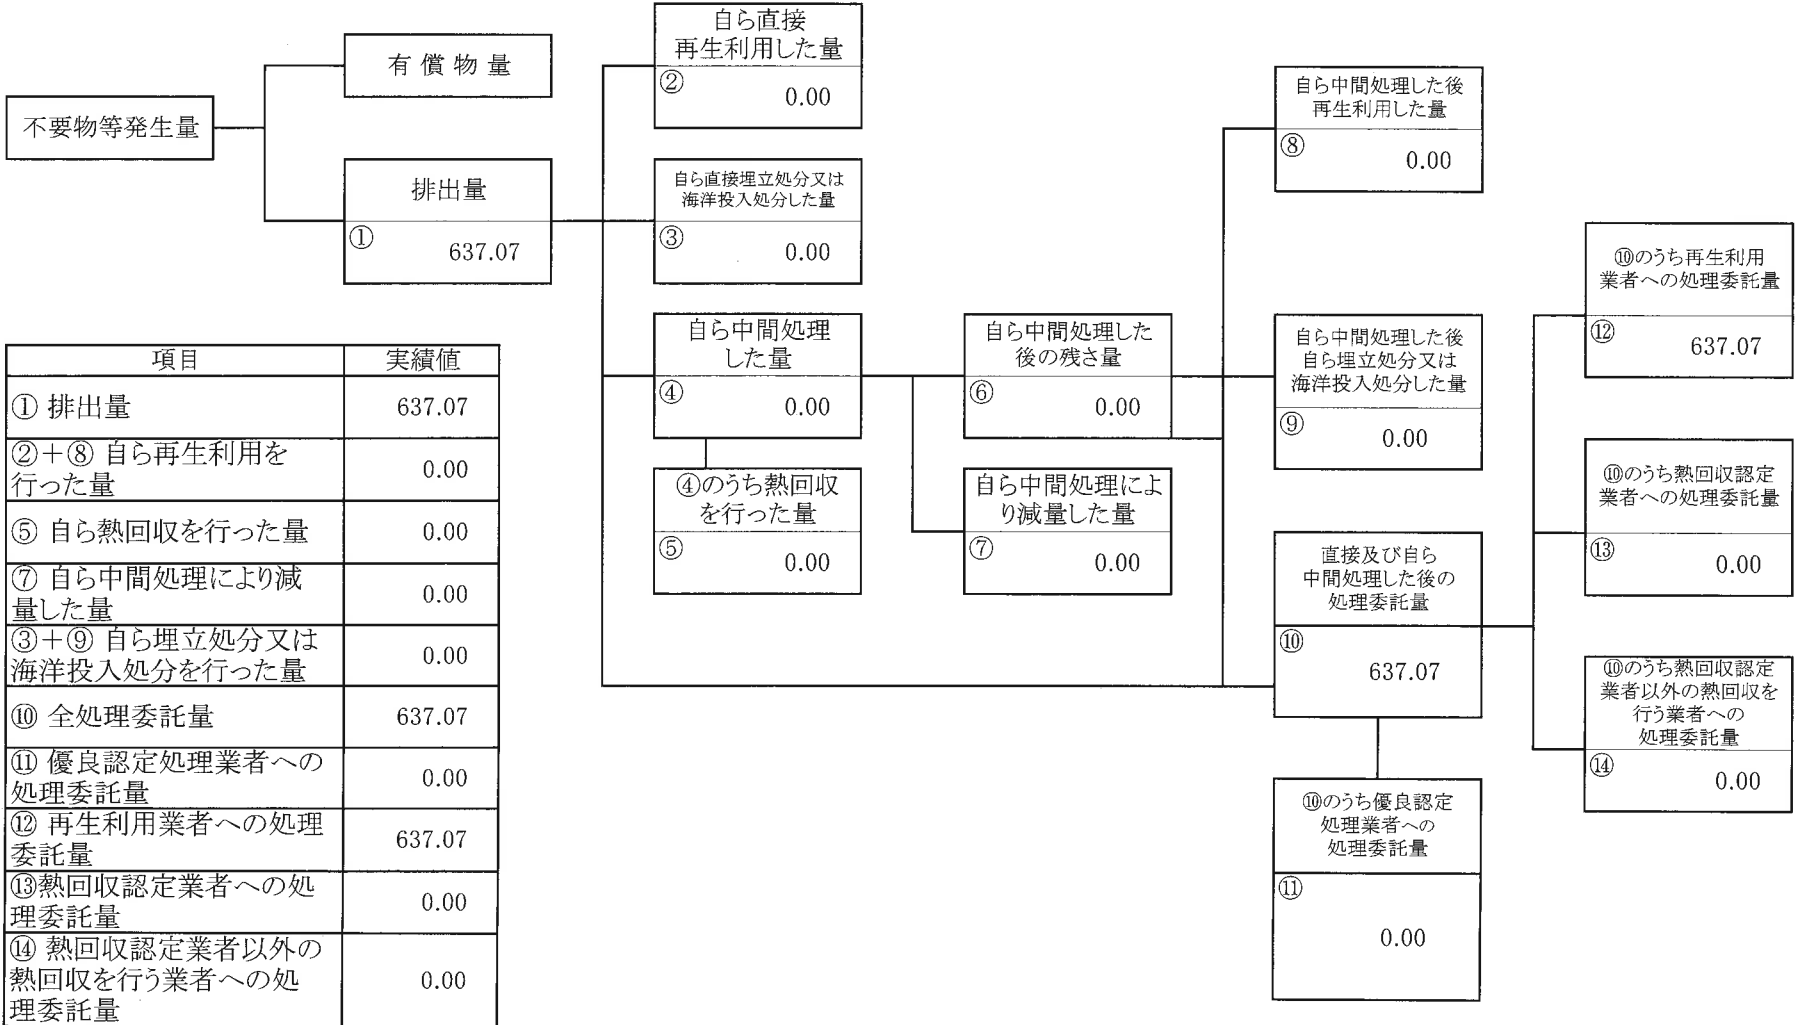 不要物等発生量
有償物量
排出量
①
637.07
自ら直接
再生利用した量
②
0.00
自ら直接埋立処分又は
海洋投入処分した量
③
0.00
自ら中間処理
した量
④
0.00
④のうち熱回収
を行った量
⑤
0.00
自ら中間処理した
後の残さ量
⑥
0.00
自ら中間処理によ
り減量した量
⑦
0.00
自ら中間処理した後
再生利用した量
⑧
0.00
自ら中間処理した後
自ら埋立処分又は
海洋投入処分した量
⑨
0.00
直接及び自ら
中間処理した後の
処理委託量
⑩
637.07
⑩のうち優良認定
処理業者への
処理委託量
⑪
0.00
⑩のうち再生利用
業者への処理委託量
⑫
637.07
⑩のうち熱回収認定
業者への処理委託量
⑬
0.00
⑩のうち熱回収認定
業者以外の熱回収を
行う業者への
処理委託量
⑭
0.00
項目 実績値
① 排出量 637.07
②＋⑧ 自ら再生利用を
行った量 0.00
⑤ 自ら熱回収を行った量 0.00
⑦ 自ら中間処理により減
量した量 0.00
③＋⑨ 自ら埋立処分又は
海洋投入処分を行った量 0.00
⑩ 全処理委託量 637.07
⑪ 優良認定処理業者への
処理委託量 0.00
⑫ 再生利用業者への処理
委託量 637.07
⑬熱回収認定業者への処
理委託量 0.00
⑭ 熱回収認定業者以外の
熱回収を行う業者への処
理委託量 0.00